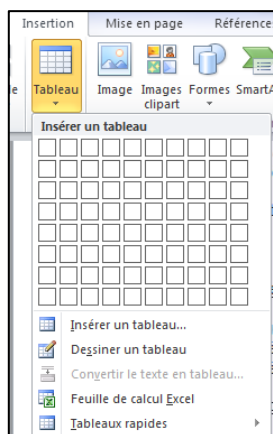 Insertion Mise en page Référence
Tableau Image Images Formes SmartA
clipart
Insérer un tableau
Insérer un tableau...
Dessiner un tableau
Convertir le texte en tableau...
Feuille de calcul Excel
Tableaux rapides